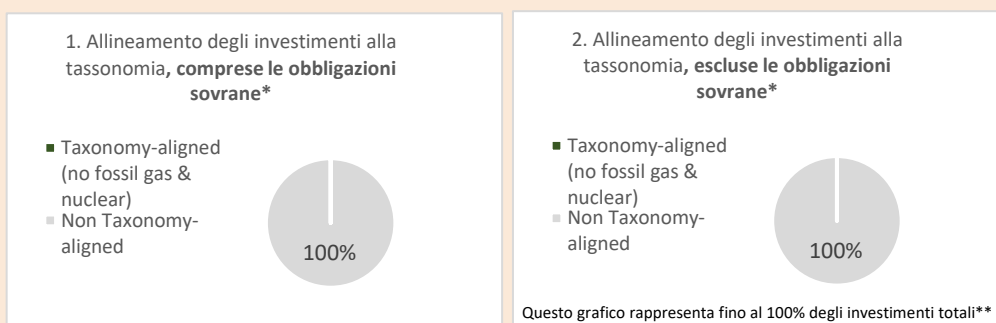 1. Allineamento degli investimenti alla
tassonomia, comprese le obbligazioni
sovrane*
Taxonomy-aligned
(no fossil gas &
nuclear)
Non Taxonomy-
aligned
100%
2. Allineamento degli investimenti alla
tassonomia, escluse le obbligazioni
sovrane*
Taxonomy-aligned
(no fossil gas &
nuclear)
Non Taxonomy-
aligned
100%
Questo grafico rappresenta fino al 100% degli investimenti totali**